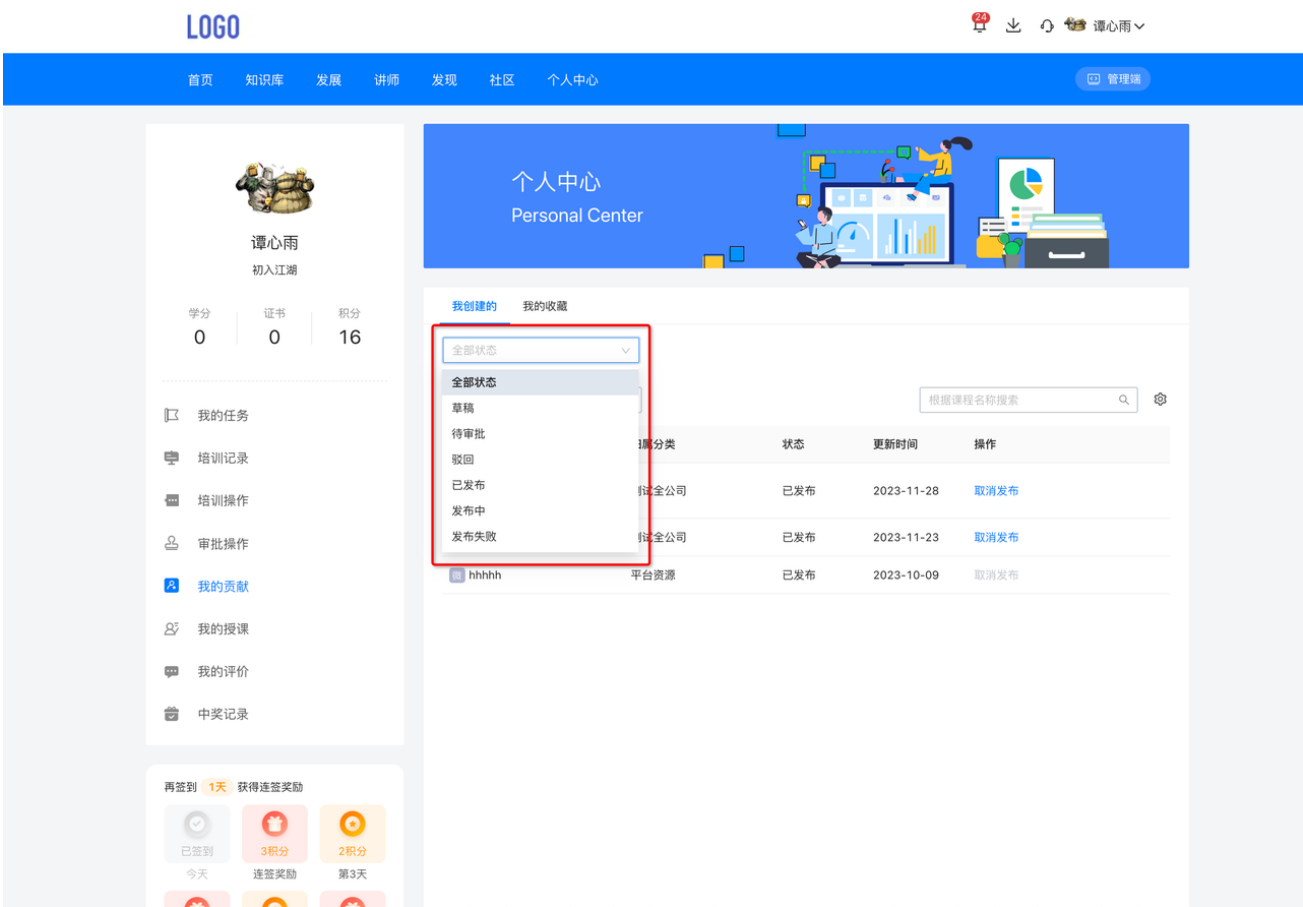 LOGO
24
谭心雨
首页 知识库 发展 讲师 发现 社区 个人中心 管理端
谭心雨
初入江湖
学分 证书 积分
0 0 16
我的任务
培训记录
培训操作
审批操作
我的贡献
我的授课
我的评价
中奖记录
再签到 1天 获得连签奖励
3积分 2积分
已签到
今天 连签奖励 第3天
个人中心
Personal Center
我创建的 我的收藏
全部状态
全部状态
草稿
待审批
驳回
已发布
发布中
发布失败
根据课程名称搜索
属分类 状态 更新时间 操作
试全公司 已发布 2023-11-28 取消发布
试全公司 已发布 2023-11-23 取消发布
微 hhhhh 平台资源 已发布 2023-10-09 取消发布